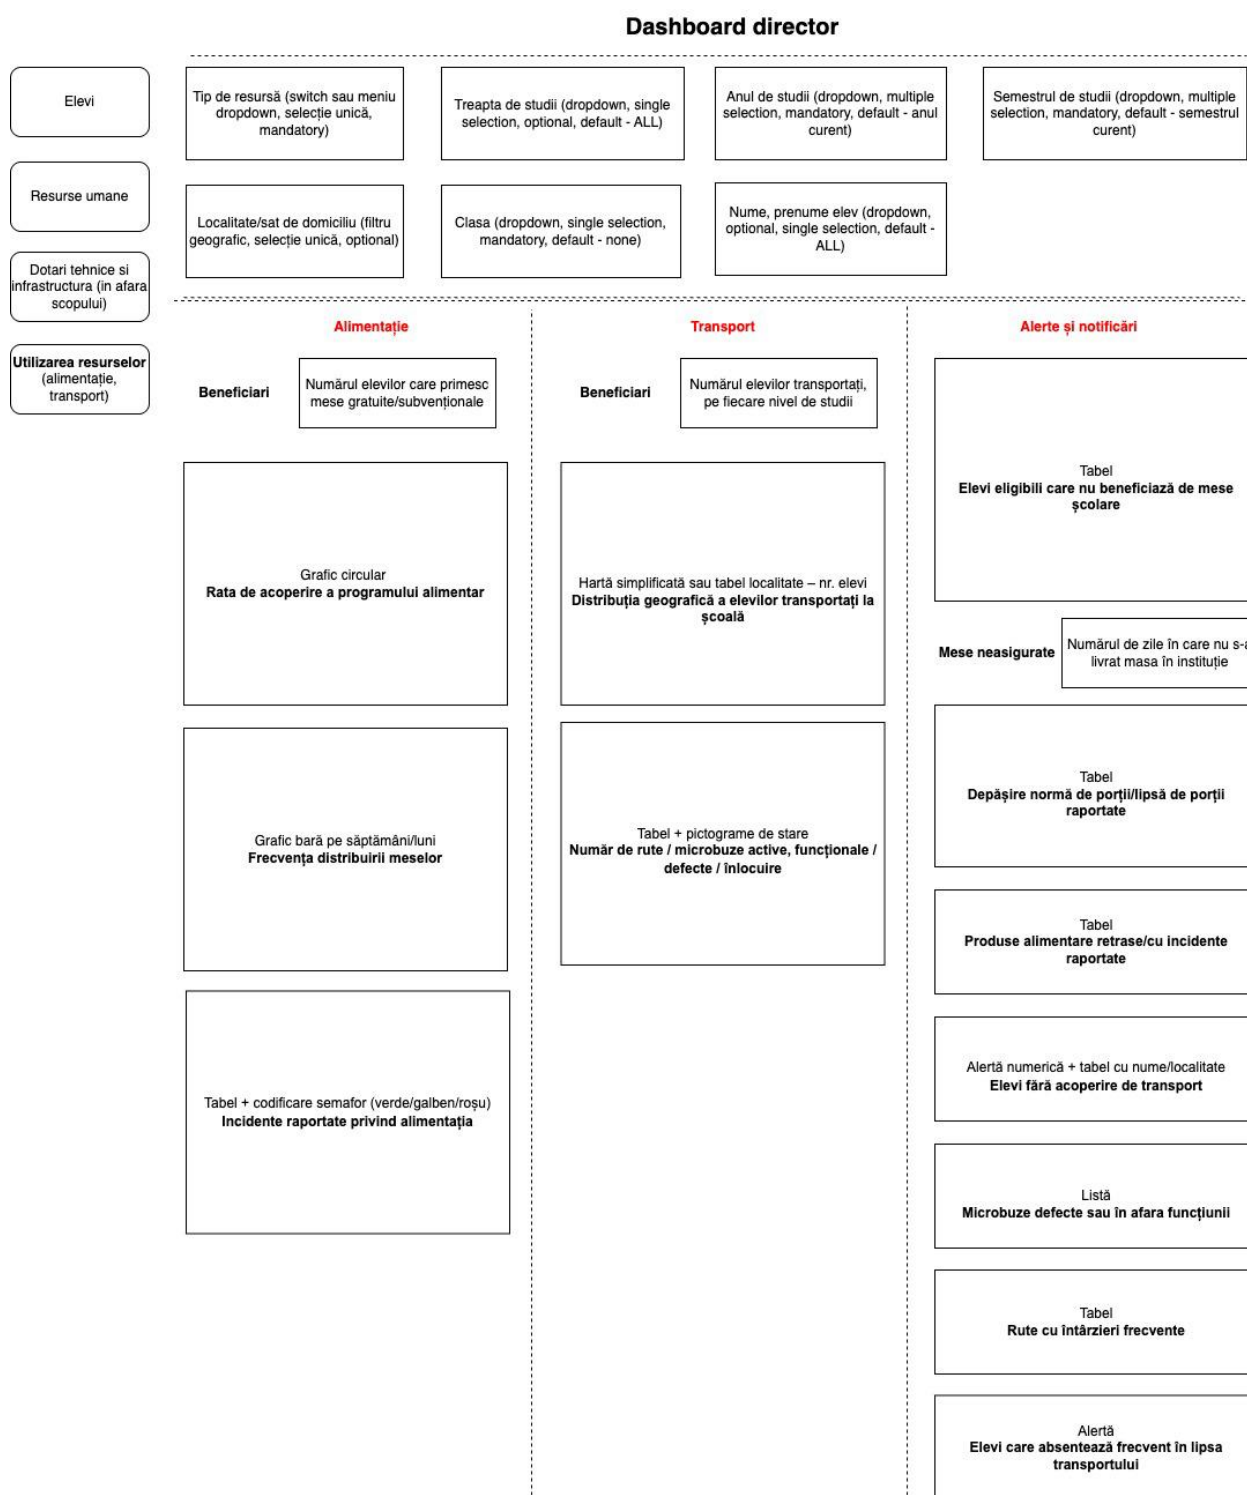 Dashboard director
Elevi
Resurse umane
Dotari tehnice si
infrastructura (in afara
scopului)
Utilizarea resurselor
(alimentație,
transport)
Tip de resursă (switch sau meniu
dropdown, selecție unică,
mandatory)
Treapta de studii (dropdown, single
selection, optional, default - ALL)
Anul de studii (dropdown, multiple
selection, mandatory, default - anul
curent)
Semestrul de studii (dropdown, multiple
selection, mandatory, default - semestrul
curent)
Localitate/sat de domiciliu (filtru
geografic, selecție unică, optional)
Clasa (dropdown, single selection,
mandatory, default - none)
Nume, prenume elev (dropdown,
optional, single selection, default -
ALL)
Alimentație
Beneficiari
Numărul elevilor care primesc
mese gratuite/subvenționale
Grafic circular
Rata de acoperire a programului alimentar
Grafic bară pe săptămâni/luni
Frecvența distribuirii meselor
Tabel + codificare semafor (verde/galben/roșu)
Incidente raportate privind alimentația
Transport
Beneficiari
Numărul elevilor transportați,
pe fiecare nivel de studii
Hartă simplificată sau tabel localitate – nr. elevi
Distribuția geografică a elevilor transportați la
școală
Tabel + pictograme de stare
Număr de rute / microbuze active, funcționale /
defecte / înlocuire
Alerte și notificări
Tabel
Elevi eligibili care nu beneficiază de mese
școlare
Mese neasigurate
Numărul de zile în care nu s-a
livrat masa în instituție
Tabel
Depășire normă de porții/lipsă de porții
raportate
Tabel
Produse alimentare retrase/cu incidente
raportate
Alertă numerică + tabel cu nume/localitate
Elevi fără acoperire de transport
Listă
Microbuze defecte sau în afara funcțiunii
Tabel
Rute cu întârzieri frecvente
Alertă
Elevi care absentează frecvent în lipsa
transportului